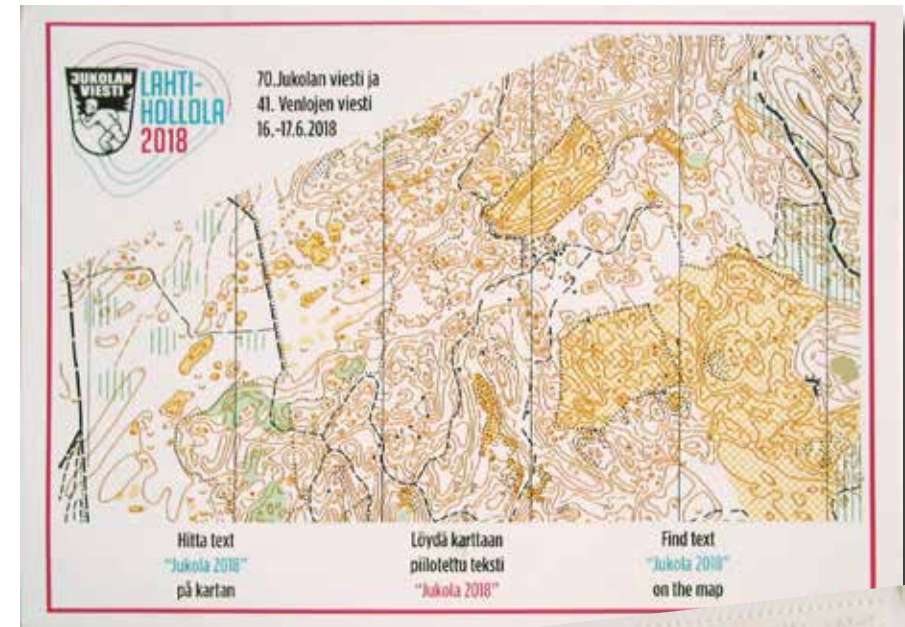 JUKOLAN
VIESTI
LAHTI-
HOLLOLA
2018
70.Jukolan viesti ja
41. Venlojen viesti
16.-17.6.2018
Hitta text
"Jukola 2018"
på kartan
Löydä karttaan
piilotettu teksti
"Jukola 2018"
Find text
"Jukola 2018"
on the map